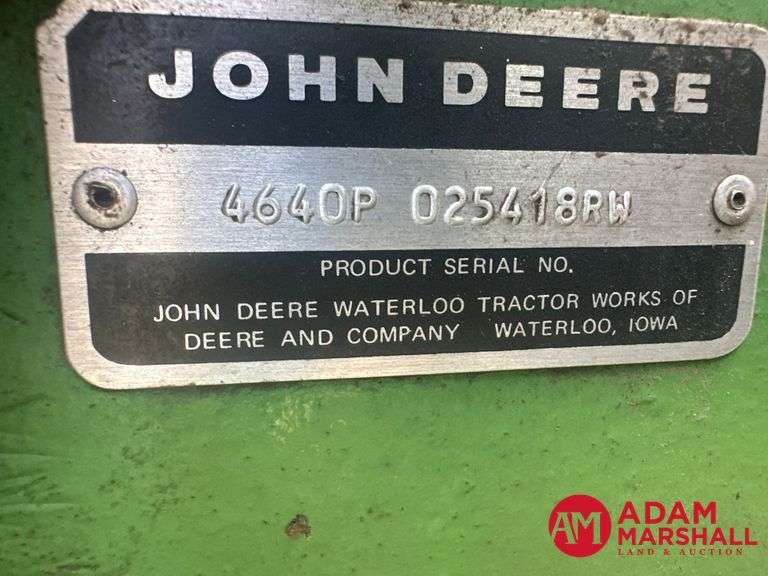 JOHN DEERE
4640P 025418RW
PRODUCT SERIAL NO.
JOHN DEERE WATERLOO TRACTOR WORKS OF
DEERE AND COMPANY WATERLOO, IOWA
AM ADAM
MARSHALL
LAND & AUCTION